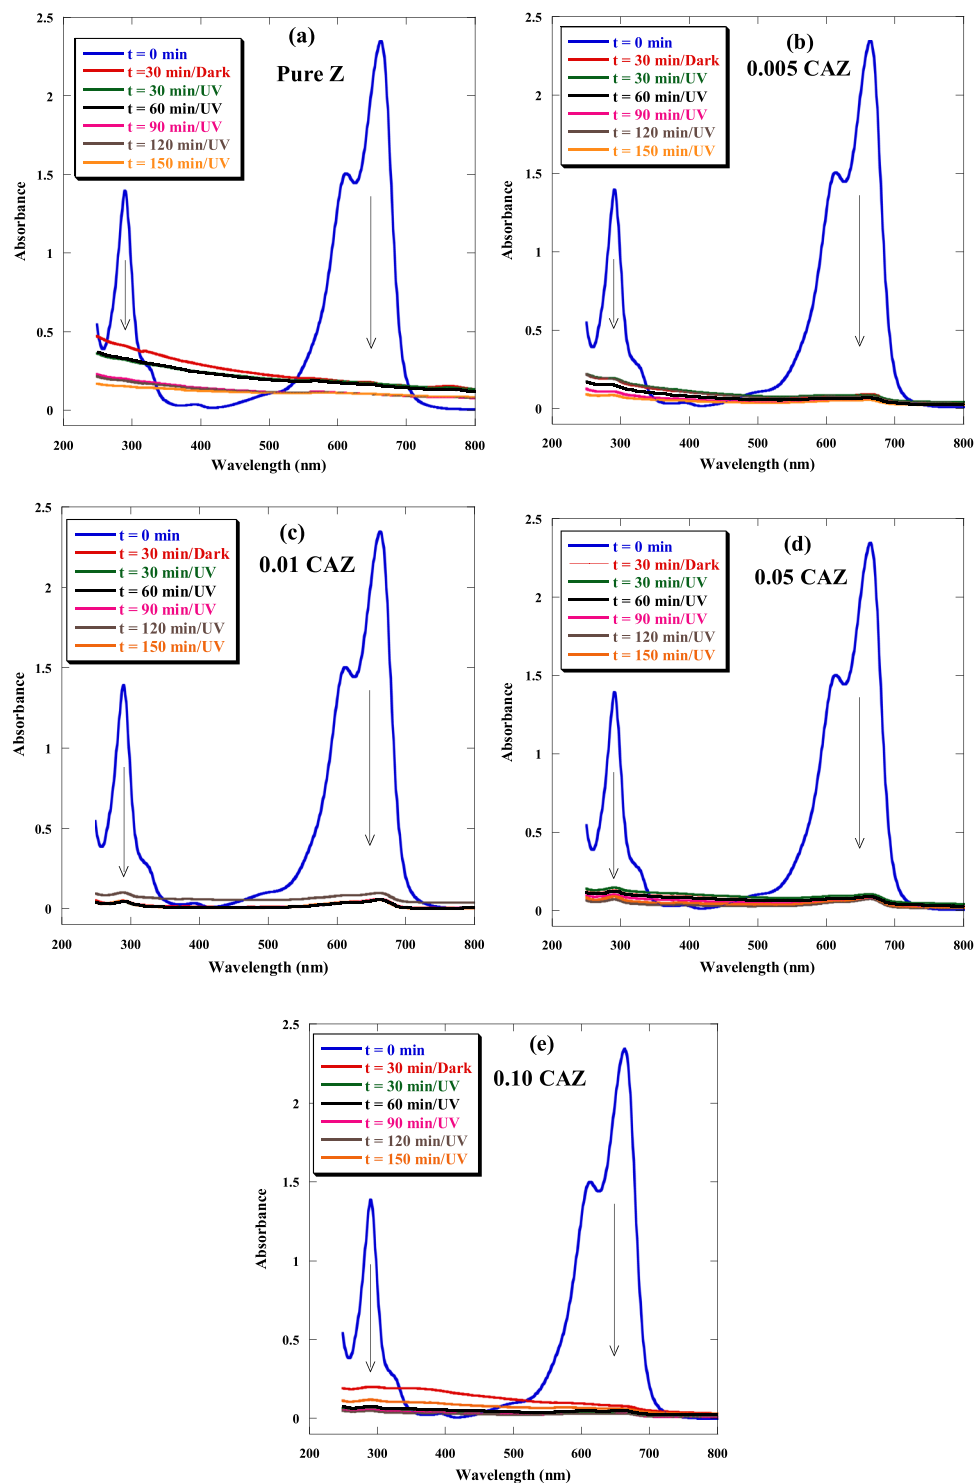 (a)
Pure Z
t = 0 min
t =30 min/Dark
t = 30 min/UV
t = 60 min/UV
t = 90 min/UV
t = 120 min/UV
t = 150 min/UV
Absorbance
2.5
2
1.5
1
0.5
0
200 300 400 500 600 700 800
Wavelength (nm)
(b)
0.005 CAZ
t = 0 min
t = 30 min/Dark
t = 30 min/UV
t = 60 min/UV
t = 90 min/UV
t = 120 min/UV
t = 150 min/UV
Absorbance
2.5
2
1.5
1
0.5
0
200 300 400 500 600 700 800
Wavelength (nm)
(c)
0.01 CAZ
t = 0 min
t = 30 min/Dark
t = 30 min/UV
t = 60 min/UV
t = 90 min/UV
t = 120 min/UV
t = 150 min/UV
Absorbance
2.5
2
1.5
1
0.5
0
200 300 400 500 600 700 800
Wavelength (nm)
(d)
0.05 CAZ
t = 0 min
t = 30 min/Dark
t = 30 min/UV
t = 60 min/UV
t = 90 min/UV
t = 120 min/UV
t = 150 min/UV
Absorbance
2.5
2
1.5
1
0.5
0
200 300 400 500 600 700 800
Wavelength (nm)
(e)
0.10 CAZ
t = 0 min
t = 30 min/Dark
t = 30 min/UV
t = 60 min/UV
t = 90 min/UV
t = 120 min/UV
t = 150 min/UV
Absorbance
2.5
2
1.5
1
0.5
0
200 300 400 500 600 700 800
Wavelength (nm)